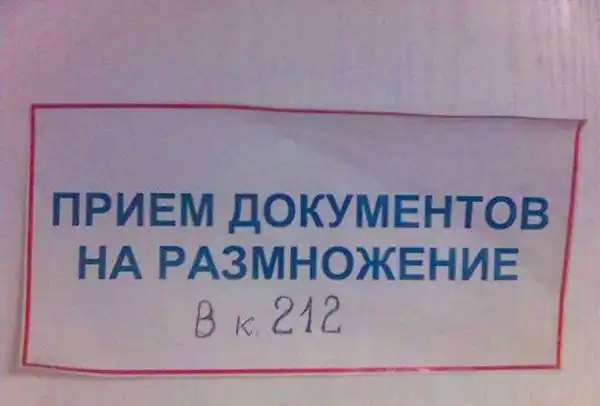 ПРИЕМ ДОКУМЕНТОВ
НА РАЗМНОЖЕНИЕ
В к. 212